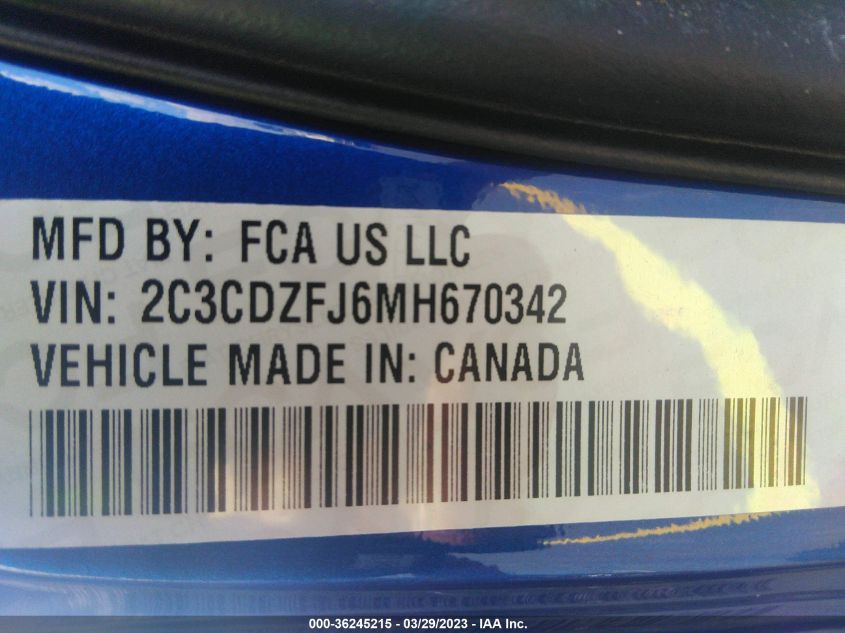 MFD BY: FCA US LLC
VIN: 2C3CDZFJ6MH670342
VEHICLE MADE IN: CANADA
000-36245215 - 03/29/2023 - IAA Inc.